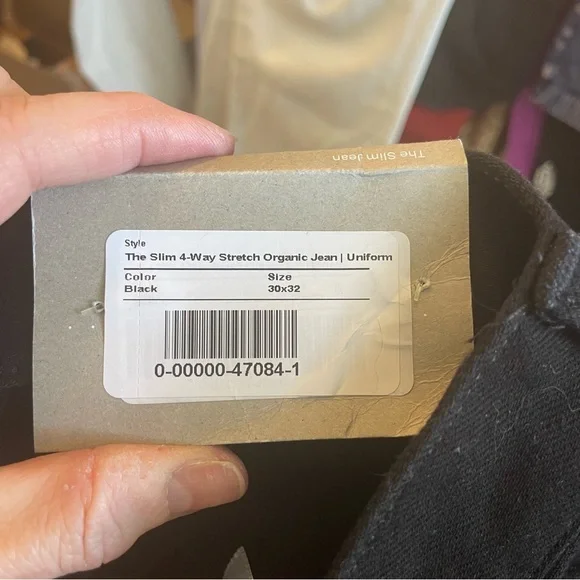 The Slim Jean
Style
The Slim 4-Way Stretch Organic Jean | Uniform
Color Size
Black 30x32
0-00000-47084-1